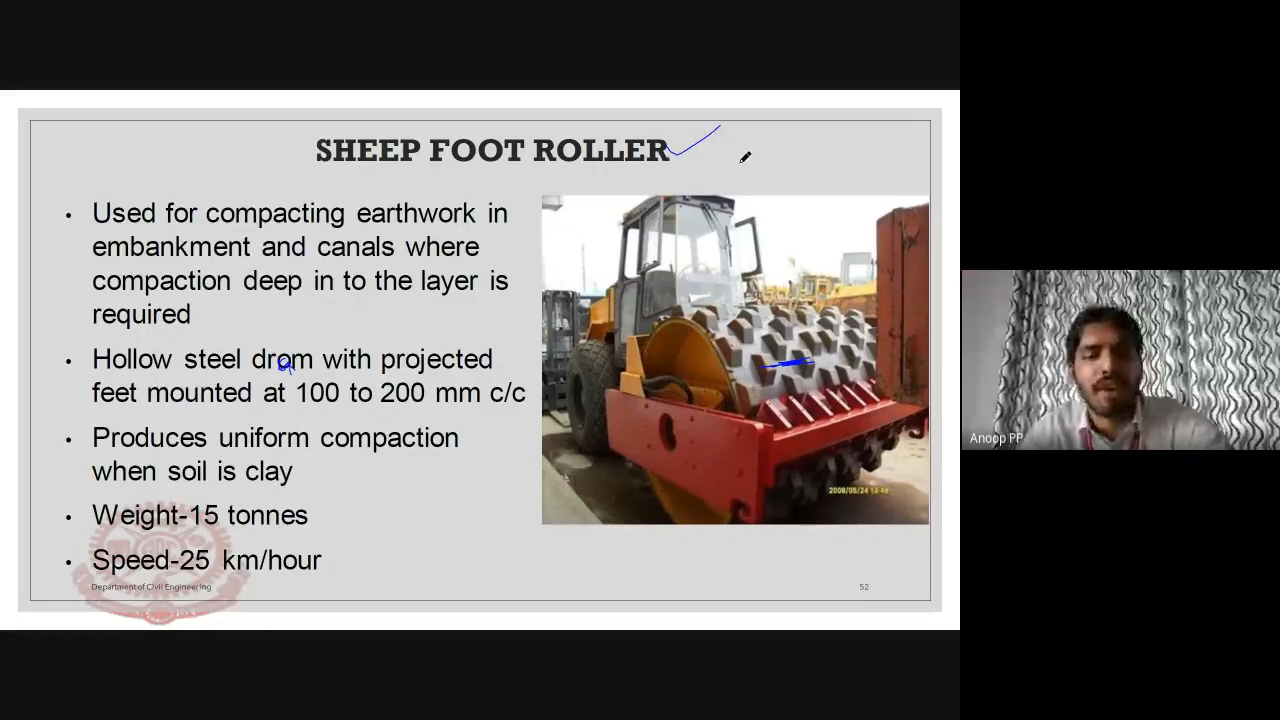 SHEEP FOOT ROLLER
• Used for compacting earthwork in
embankment and canals where
compaction deep in to the layer is
required
• Hollow steel drem with projected
feet mounted at 100 to 200 mm c/c
• Produces uniform compaction
when soil is clay
• Weight-15 tonnes
• Speed-25 km/hour
Department of Civil Engineering
52
2008/05/24 13:48
Anoop PP